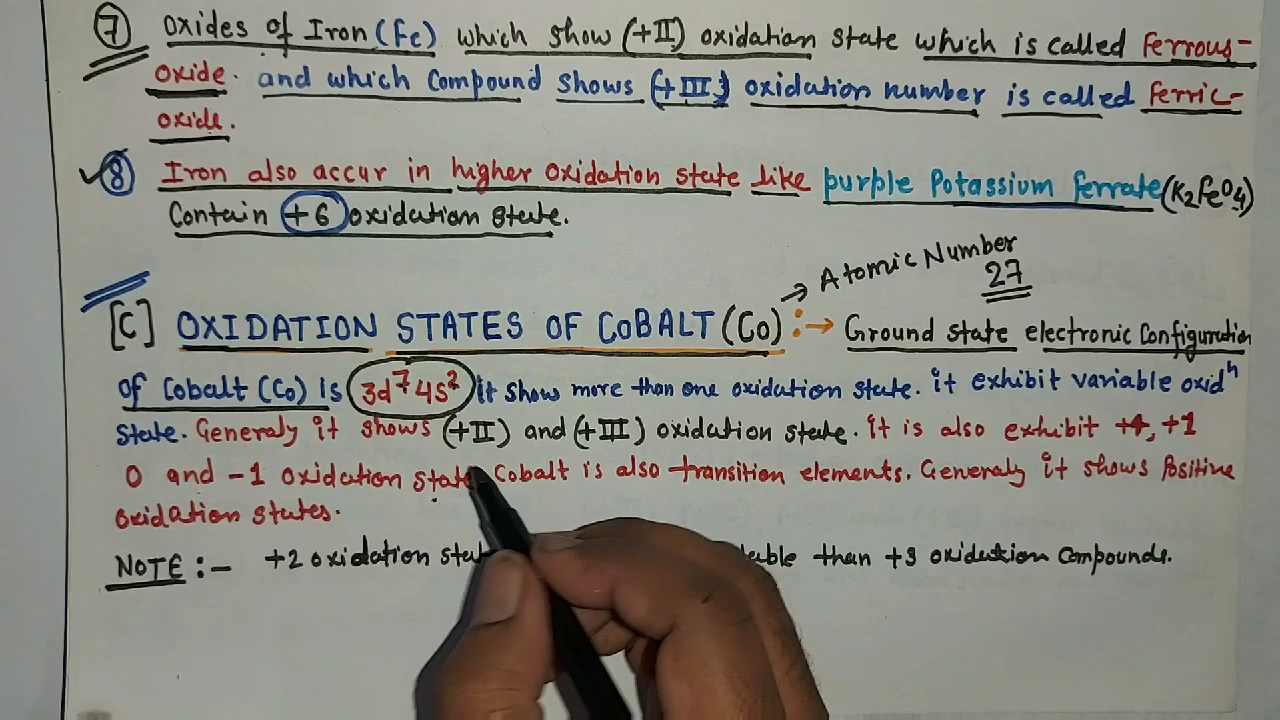 ⑦ Oxides of Iron (Fe) which show (+II) oxidation state which is called Ferrous-
oxide. and which compound shows (+III) oxidation number is called Ferric-
oxide.
⑧ Iron also accur in higher oxidation state like purple Potassium ferrate (K2FeO4)
Contain +6 oxidation state.
→ Atomic Number
27
[C] OXIDATION STATES OF COBALT (Co) :→ Ground state electronic Configuration
of Cobalt (Co) is 3d⁷4s² it show more than one oxidation state. it exhibit variable oxidⁿ
state. Generaly it shows (+II) and (+III) oxidation state. it is also exhibit +4, +1
0 and -1 oxidation state Cobalt is also transition elements. Generaly it shows Positive
oxidation states.
NOTE :- +2 oxidation than +3 oxidation Compounds.